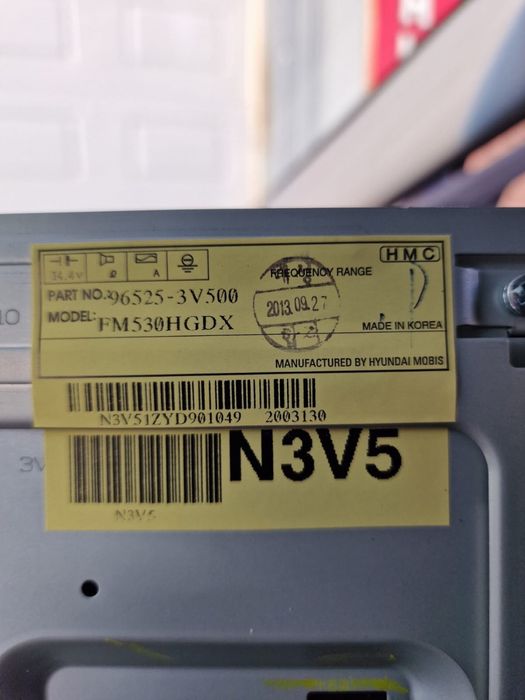 HMC
14.4V
Ω
A
FREQUENCY RANGE
PART NO.: 96525-3V500
MODEL: FM530HGDX
2013.09.27
MADE IN KOREA
MANUFACTURED BY HYUNDAI MOBIS
N3V51ZYD901049 2003130
N3V5
N3V5
3V